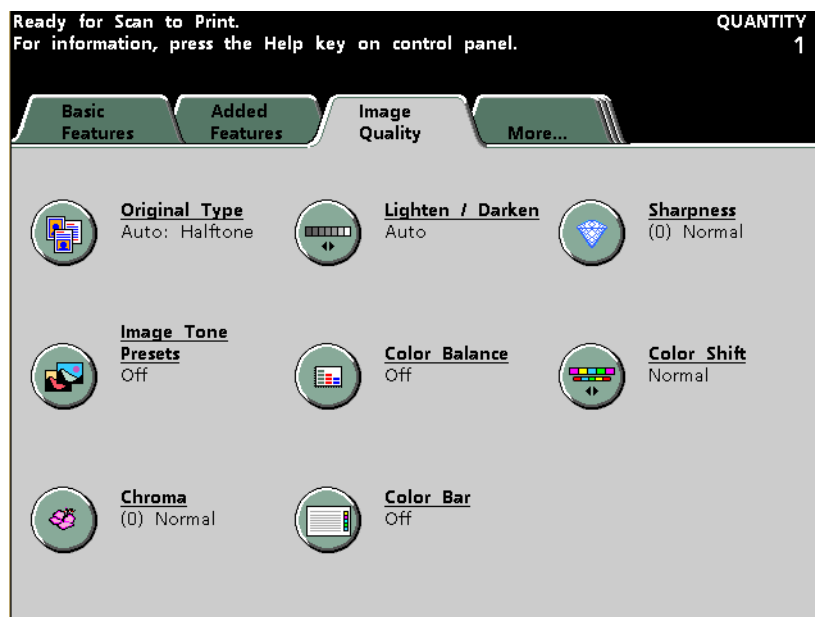 Ready for Scan to Print.
QUANTITY
For information, press the Help key on control panel.
1
Basic
Features
Added
Features
Image
Quality
More...
Original Type
Auto: Halftone
Lighten / Darken
Auto
Sharpness
(0) Normal
Image Tone
Presets
Off
Color Balance
Off
Color Shift
Normal
Chroma
(0) Normal
Color Bar
Off